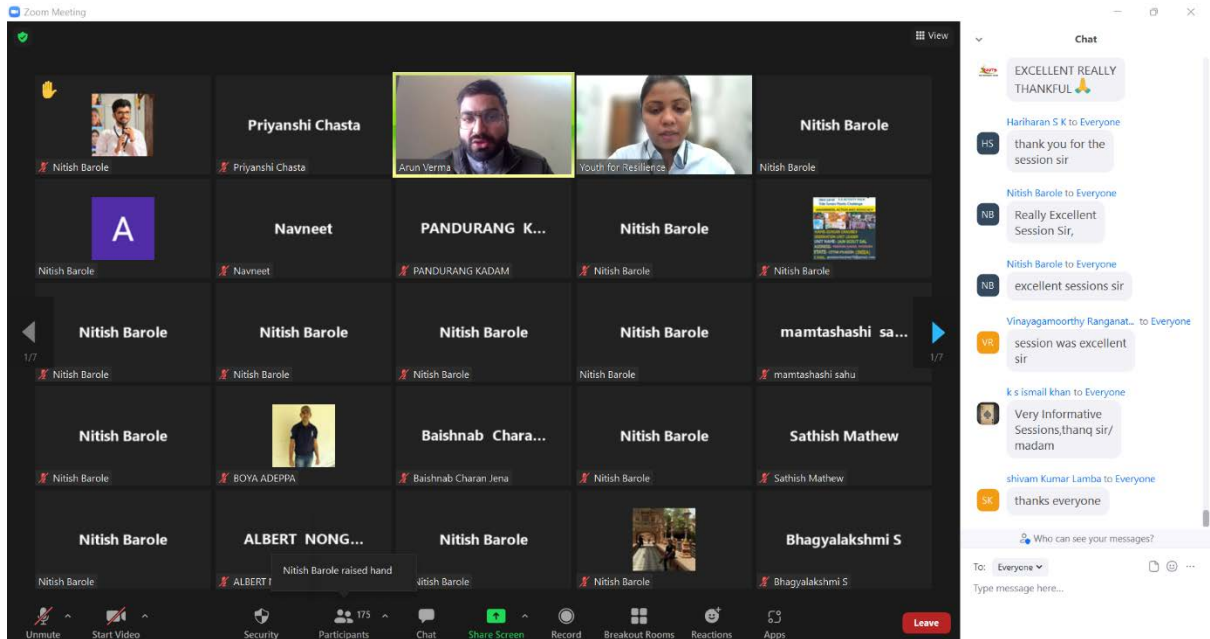 Zoom Meeting
View
Nitish Barole
Priyanshi Chasta
Priyanshi Chasta
Arun Verma
Youth for Resilience
Nitish Barole
Nitish Barole
A
Nitish Barole
Navneet
Navneet
PANDURANG K...
PANDURANG KADAM
Nitish Barole
Nitish Barole
Nitish Barole
1/7
Nitish Barole
Nitish Barole
Nitish Barole
Nitish Barole
Nitish Barole
Nitish Barole
Nitish Barole
Nitish Barole
mamtashashi sa...
mamtashashi sahu
1/7
Nitish Barole
Nitish Barole
BOYA ADEPPA
Baishnab Chara...
Baishnab Charan Jena
Nitish Barole
Nitish Barole
Sathish Mathew
Sathish Mathew
Nitish Barole
Nitish Barole
ALBERT NONG...
ALBERT
Nitish Barole raised hand
Nitish Barole
Nitish Barole
Nitish Barole
Bhagyalakshmi S
Bhagyalakshmi S
Unmute
Start Video
Security
175
Participants
Chat
Share Screen
Record
Breakout Rooms
Reactions
Apps
Leave
Chat
EXCELLENT REALLY
THANKFUL 🙏
Hariharan S K to Everyone
HS
thank you for the
session sir
Nitish Barole to Everyone
NB
Really Excellent
Session Sir,
Nitish Barole to Everyone
NB
excellent sessions sir
Vinayagamoorthy Ranganat... to Everyone
VR
session was excellent
sir
k s ismail khan to Everyone
Very Informative
Sessions,thanq sir/
madam
shivam Kumar Lamba to Everyone
SK
thanks everyone
Who can see your messages?
To: Everyone
Type message here...